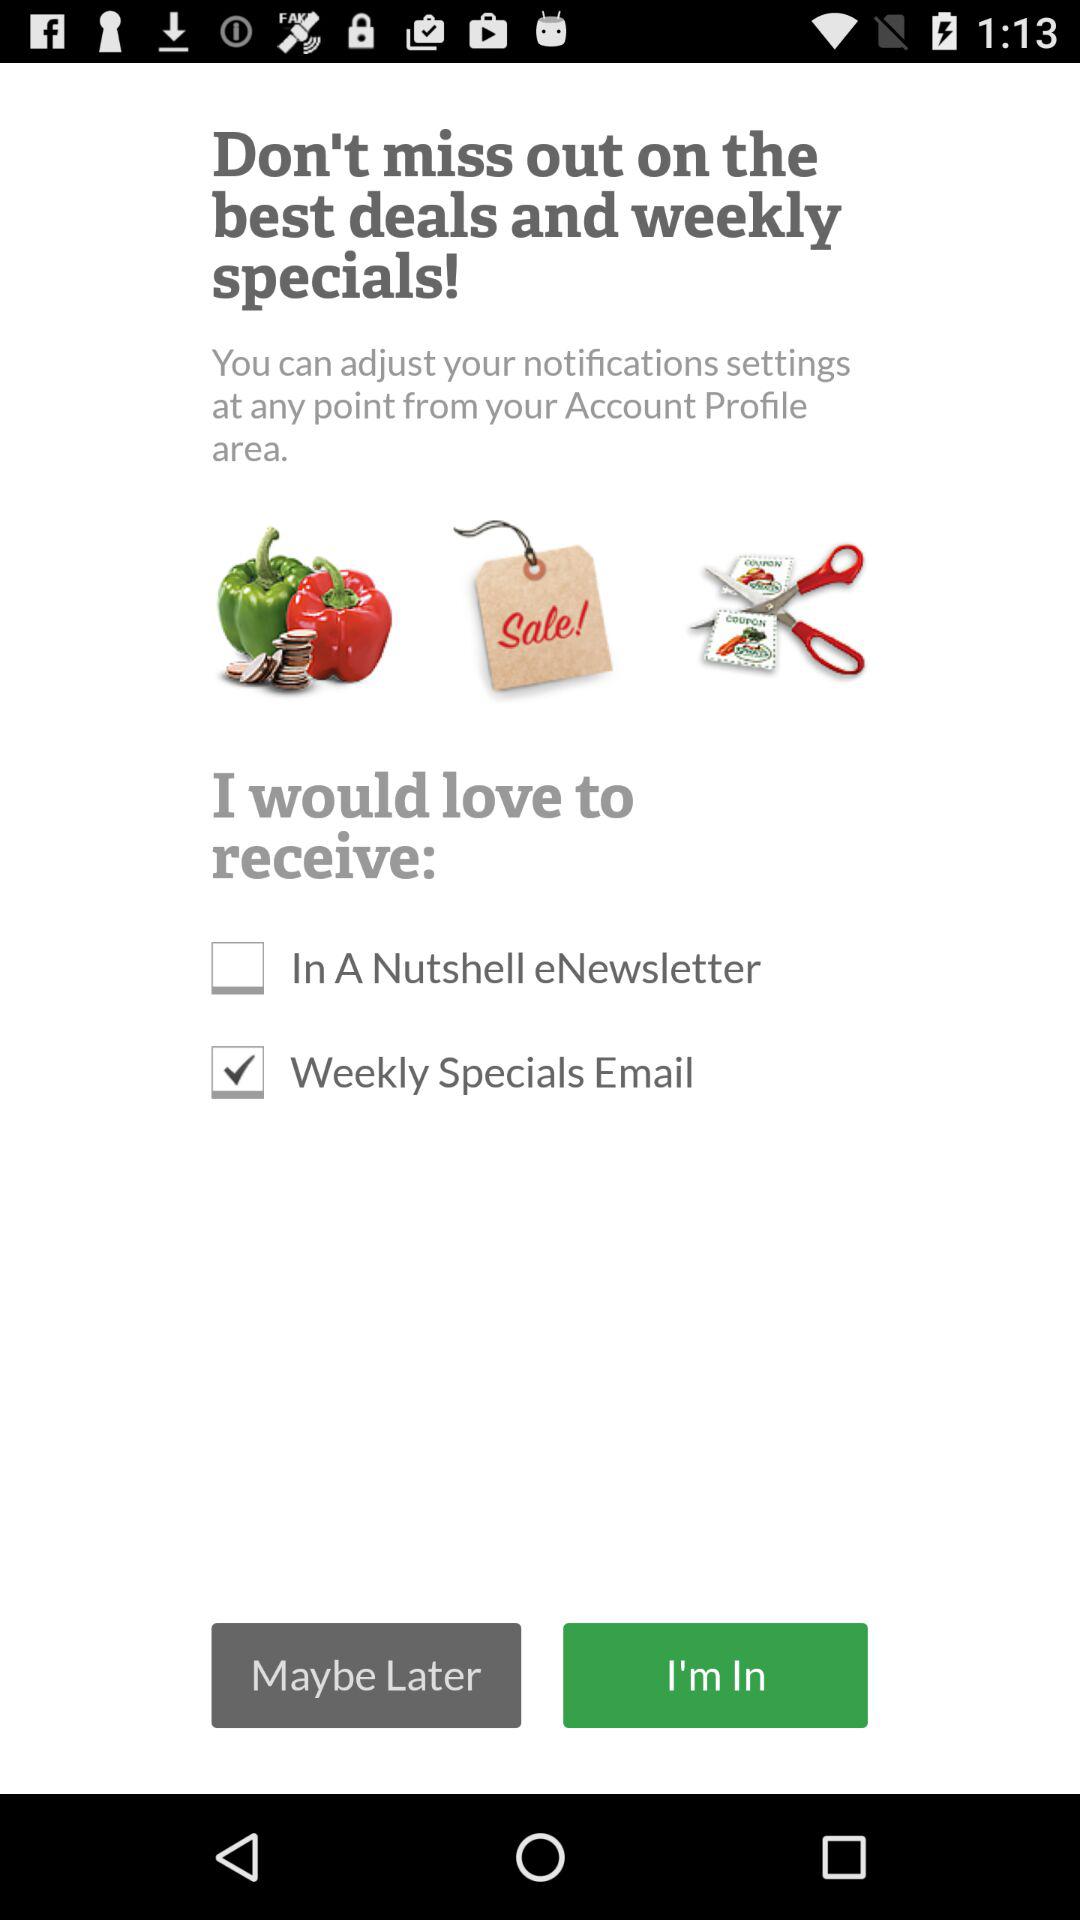 FAKE
1:13
Don't miss out on the
best deals and weekly
specials!
You can adjust your notifications settings
at any point from your Account Profile
area.
Sale!
COUPON
COUPON
I would love to
receive:
In A Nutshell eNewsletter
Weekly Specials Email
Maybe Later
I'm In